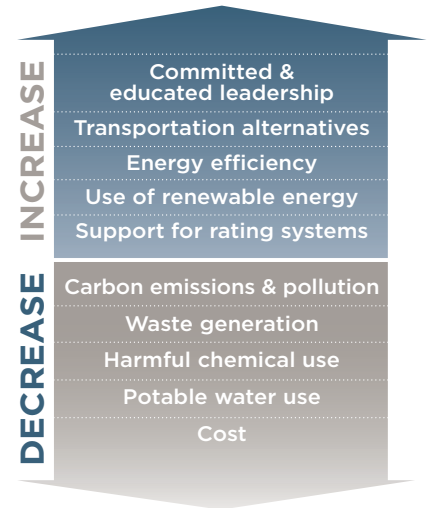 INCREASE
Committed &
educated leadership
Transportation alternatives
Energy efficiency
Use of renewable energy
Support for rating systems
DECREASE
Carbon emissions & pollution
Waste generation
Harmful chemical use
Potable water use
Cost